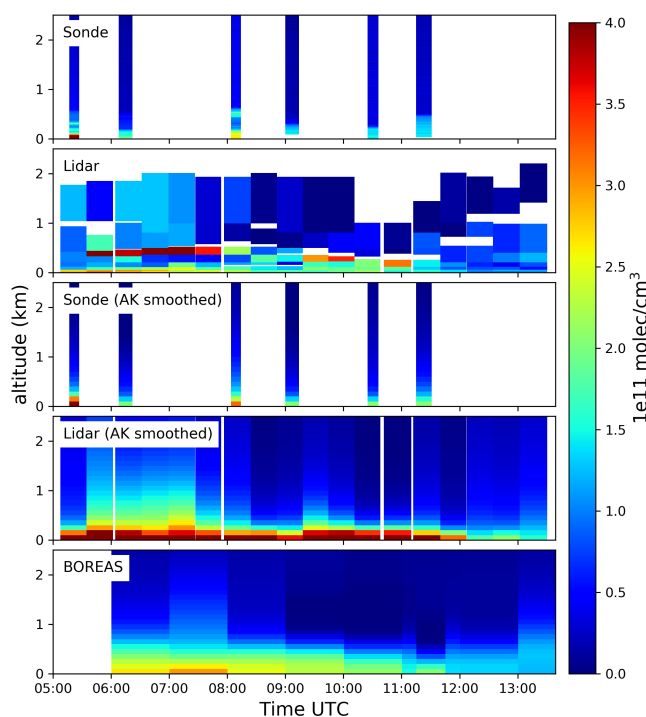 Sonde
2
1
0
Lidar
2
1
0
Sonde (AK smoothed)
2
1
0
Lidar (AK smoothed)
2
1
0
BOREAS
2
1
0
05:00 06:00 07:00 08:00 09:00 10:00 11:00 12:00 13:00
Time UTC
altitude (km)
4.0
3.5
3.0
2.5
2.0
1.5
1.0
0.5
0.0
1e11 molec/cm³